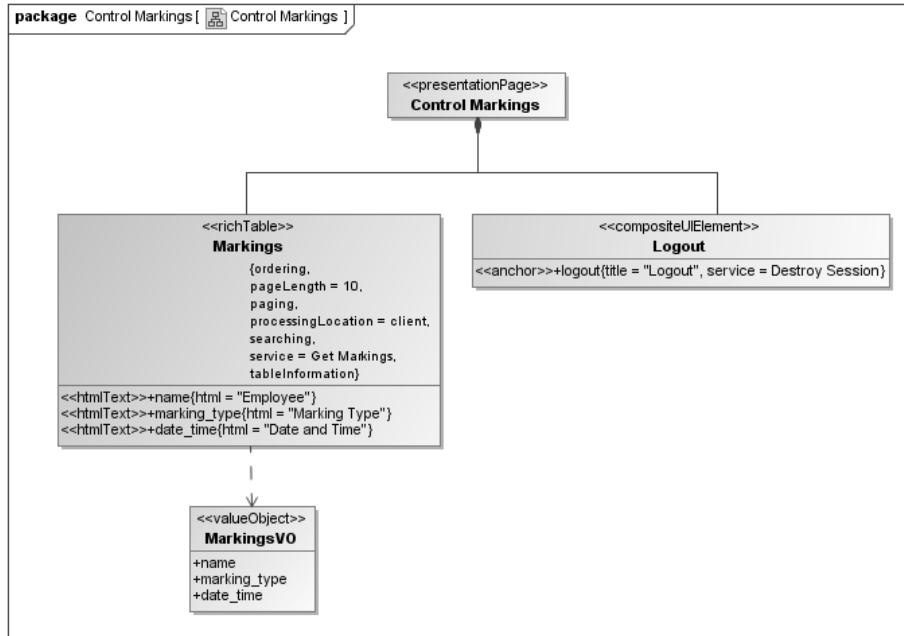 package Control Markings [ Control Markings ]
<<presentationPage>>
Control Markings
<<richTable>>
Markings
{ordering,
pageLength = 10,
paging,
processingLocation = client,
searching,
service = Get Markings,
tableInformation}
<<htmlText>>+name{html = "Employee"}
<<htmlText>>+marking_type{html = "Marking Type"}
<<htmlText>>+date_time{html = "Date and Time"}
<<compositeUIElement>>
Logout
<<anchor>>+logout{title = "Logout", service = Destroy Session}
<<valueObject>>
MarkingsVO
+name
+marking_type
+date_time